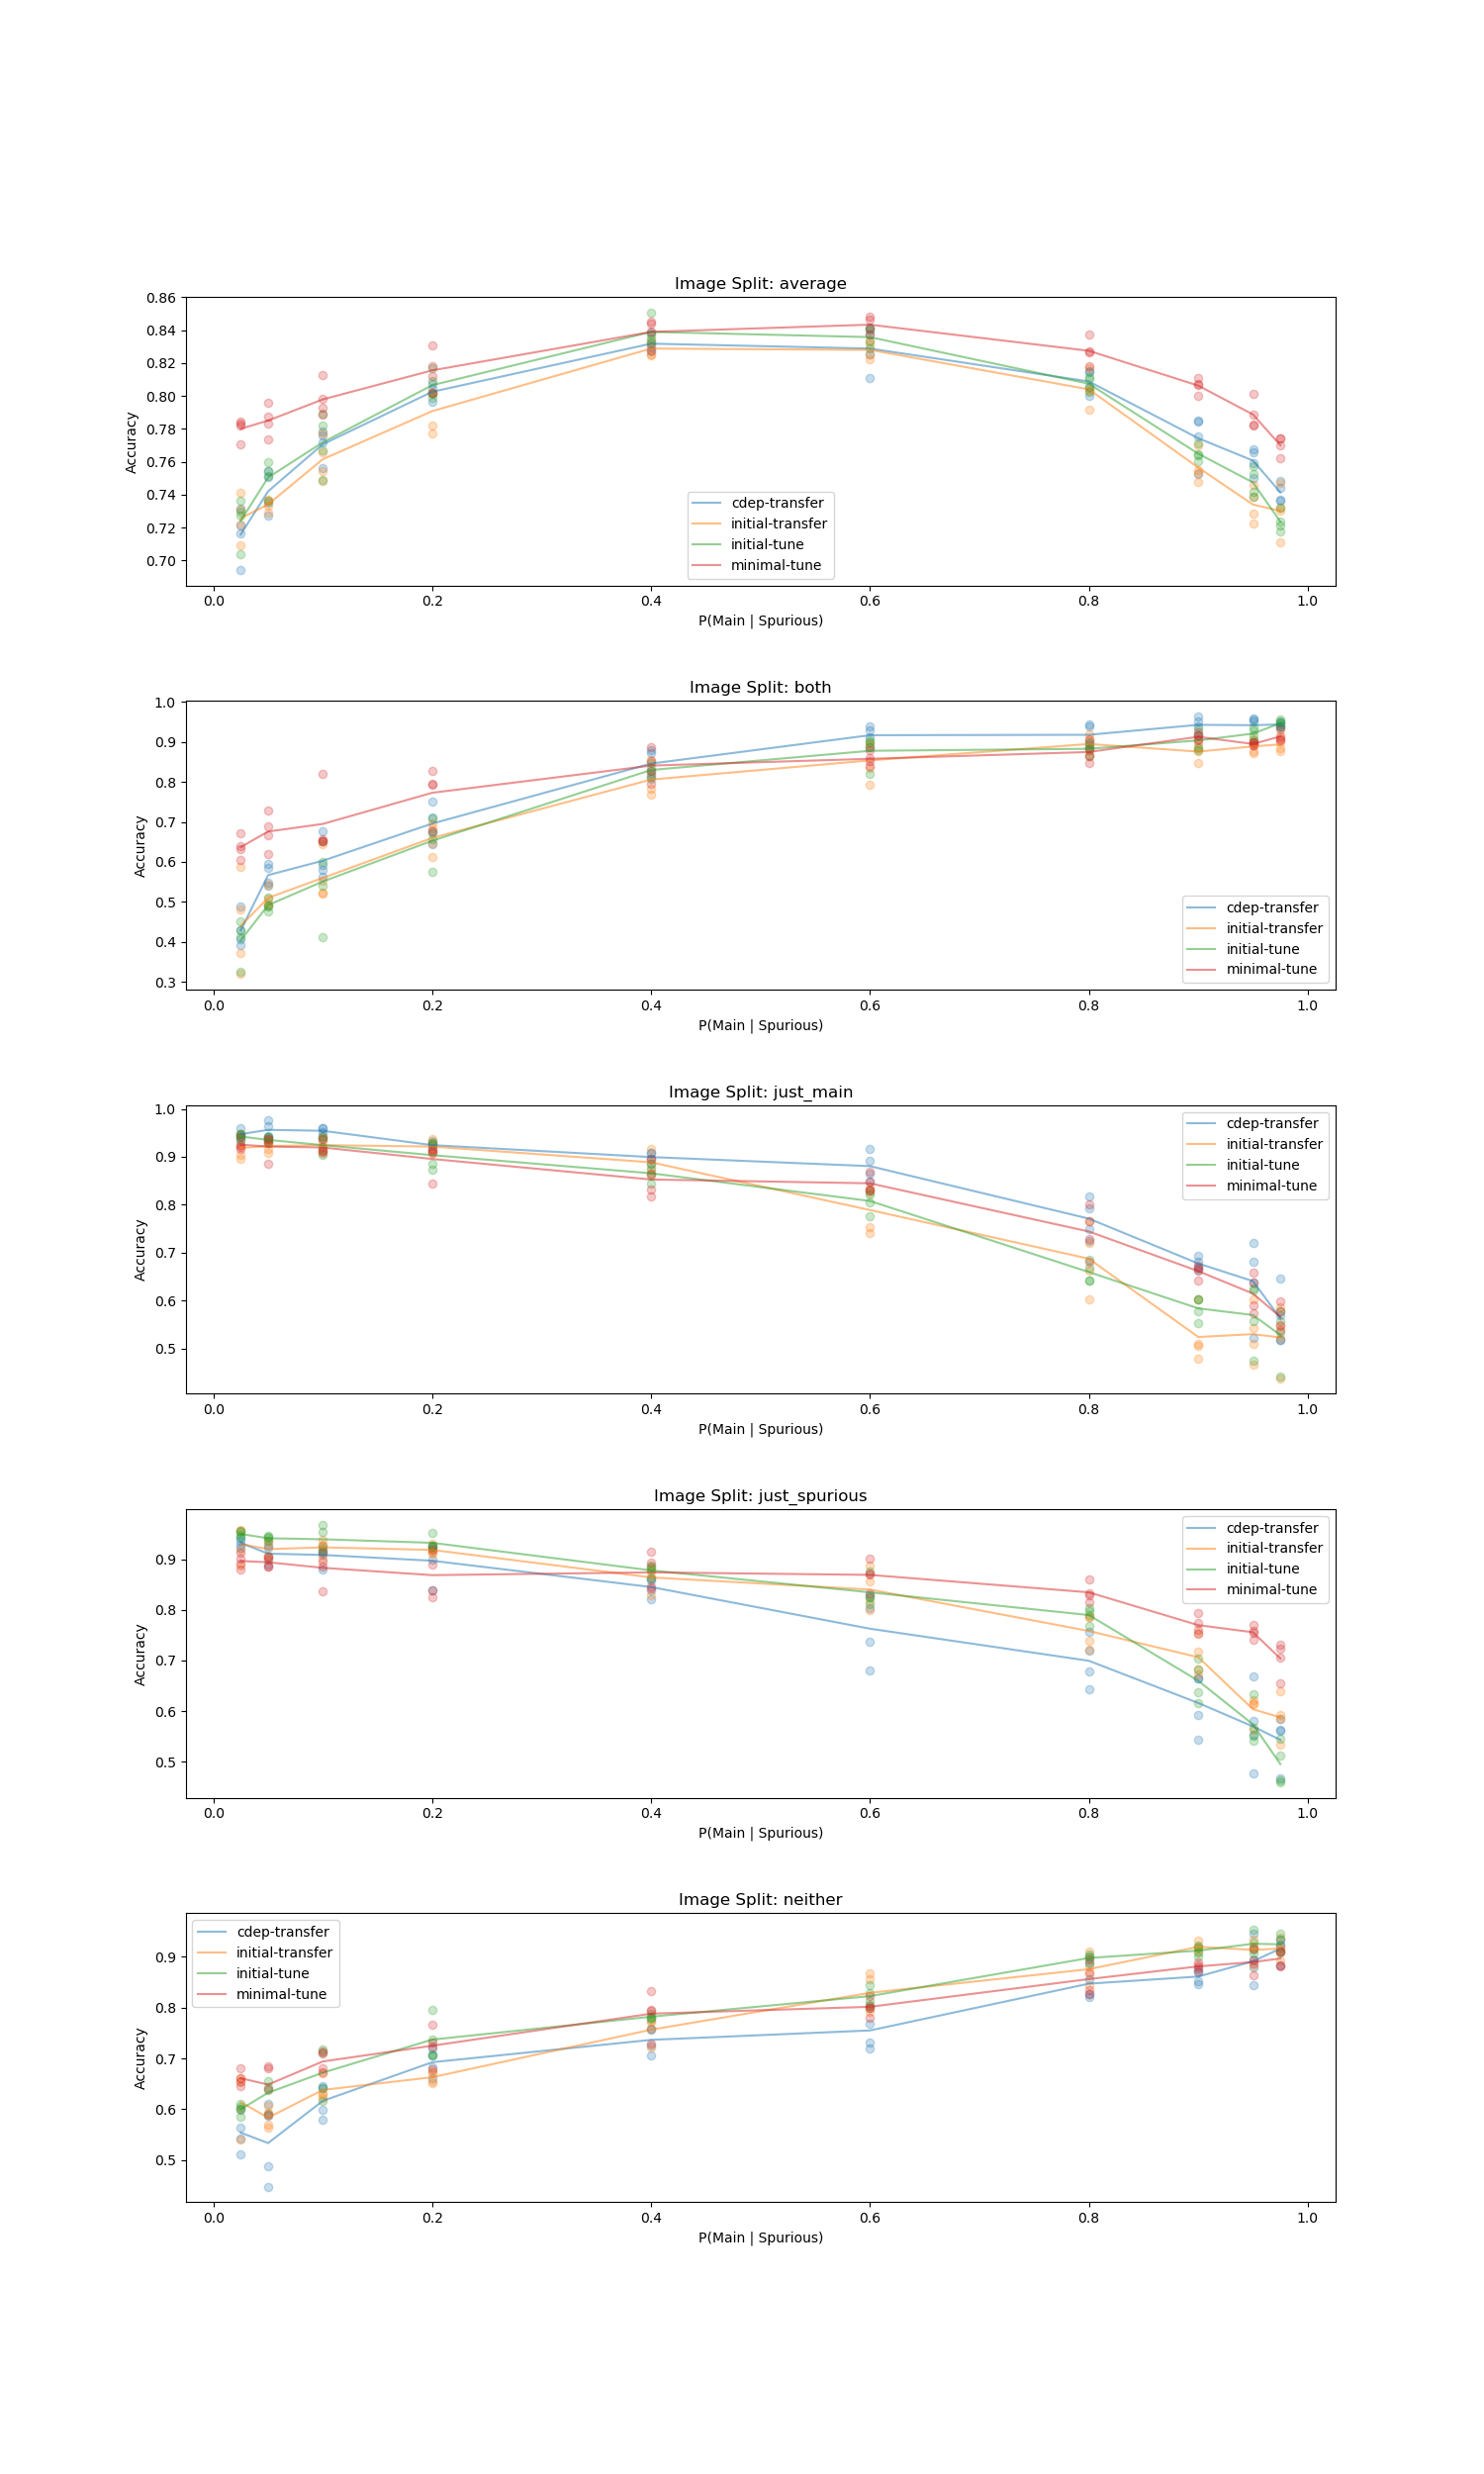 Image Split: average
0.86
0.84
0.82
0.80
0.78
0.76
0.74
0.72
0.70
Accuracy
cdep-transfer
initial-transfer
initial-tune
minimal-tune
0.0 0.2 0.4 0.6 0.8 1.0
P(Main | Spurious)
Image Split: both
1.0
0.9
0.8
0.7
0.6
0.5
0.4
0.3
Accuracy
cdep-transfer
initial-transfer
initial-tune
minimal-tune
0.0 0.2 0.4 0.6 0.8 1.0
P(Main | Spurious)
Image Split: just_main
1.0
0.9
0.8
0.7
0.6
0.5
Accuracy
cdep-transfer
initial-transfer
initial-tune
minimal-tune
0.0 0.2 0.4 0.6 0.8 1.0
P(Main | Spurious)
Image Split: just_spurious
0.9
0.8
0.7
0.6
0.5
Accuracy
cdep-transfer
initial-transfer
initial-tune
minimal-tune
0.0 0.2 0.4 0.6 0.8 1.0
P(Main | Spurious)
Image Split: neither
0.9
0.8
0.7
0.6
0.5
Accuracy
cdep-transfer
initial-transfer
initial-tune
minimal-tune
0.0 0.2 0.4 0.6 0.8 1.0
P(Main | Spurious)